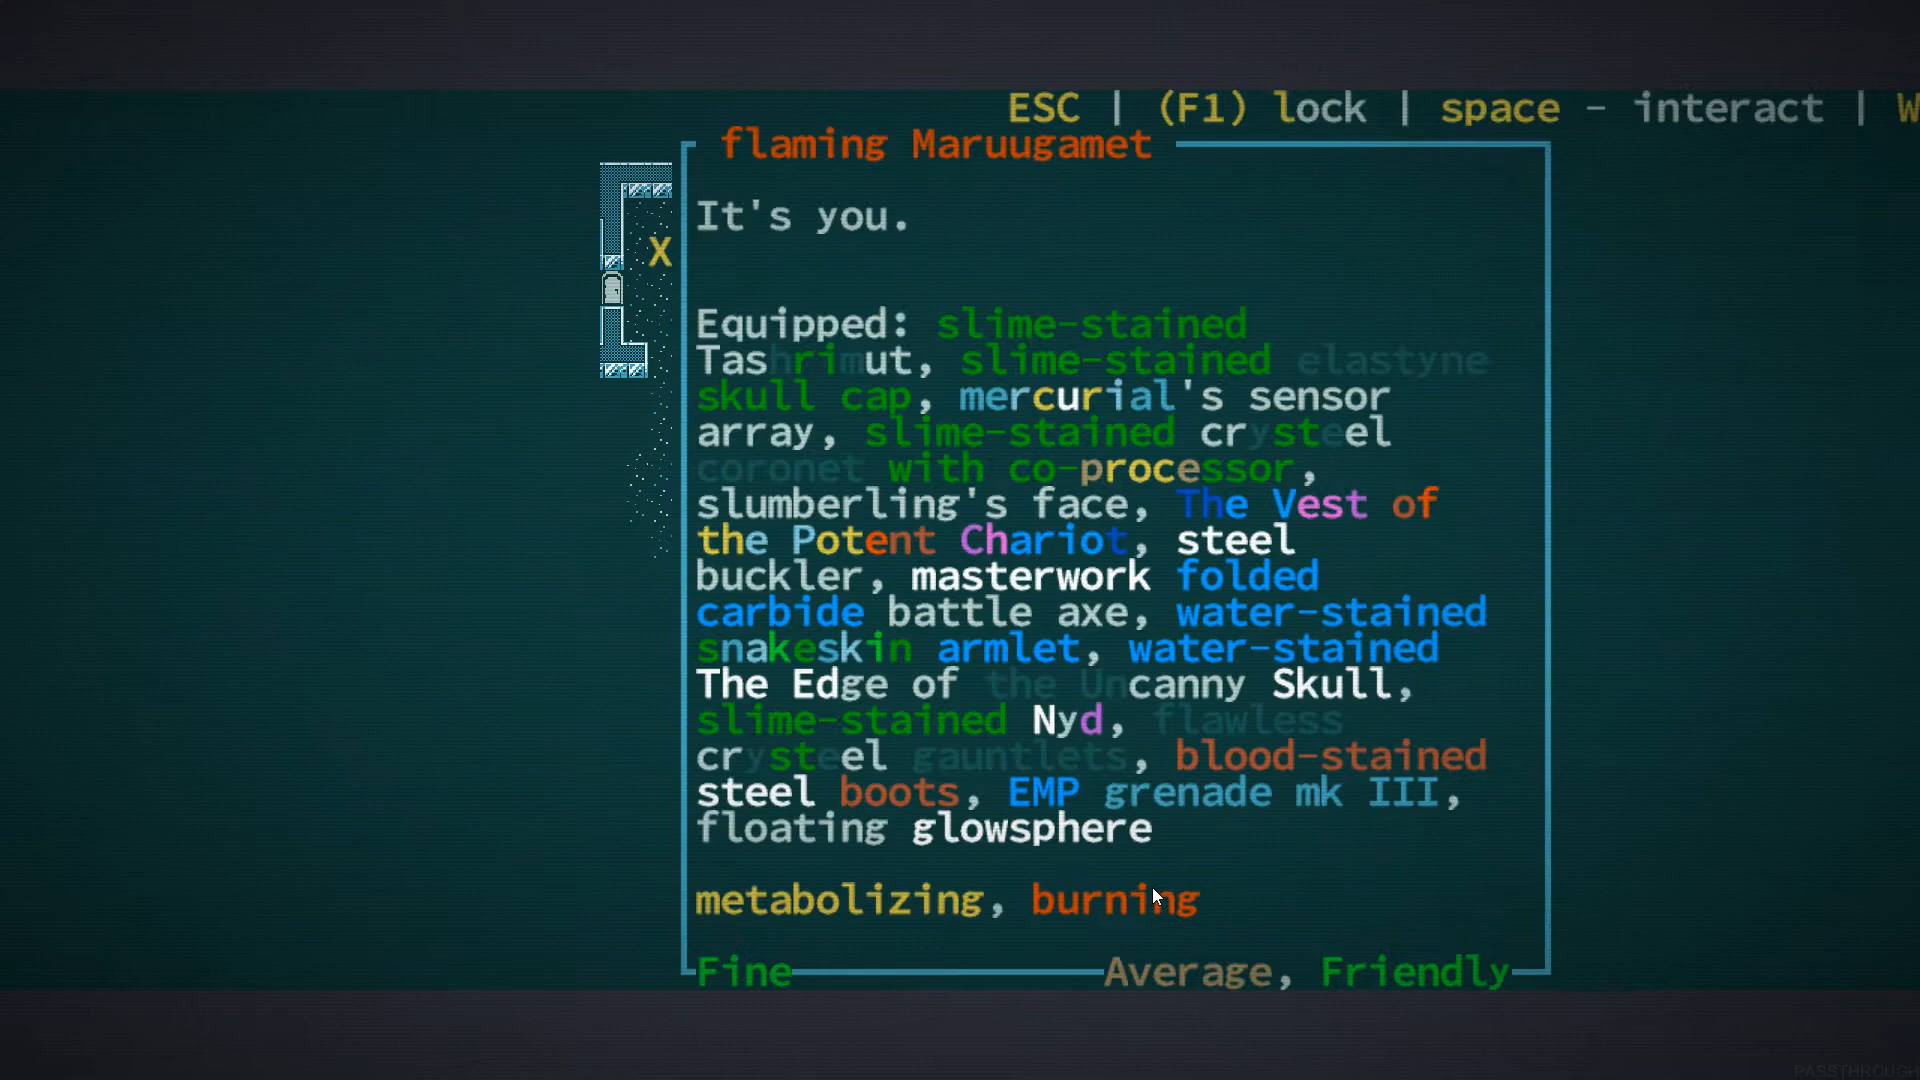 ESC | (F1) lock | space - interact | W
flaming Maruugamet
It's you.
X
Equipped: slime-stained
Tashrimut, slime-stained elastyne
skull cap, mercurial's sensor
array, slime-stained crysteel
coronet with co-processor,
slumberling's face, The Vest of
the Potent Chariot, steel
buckler, masterwork folded
carbide battle axe, water-stained
snakeskin armlet, water-stained
The Edge of the Uncanny Skull,
slime-stained Nyd, flawless
crysteel gauntlets, blood-stained
steel boots, EMP grenade mk III,
floating glowsphere
metabolizing, burning
Fine Average, Friendly
PASSTHROUGH